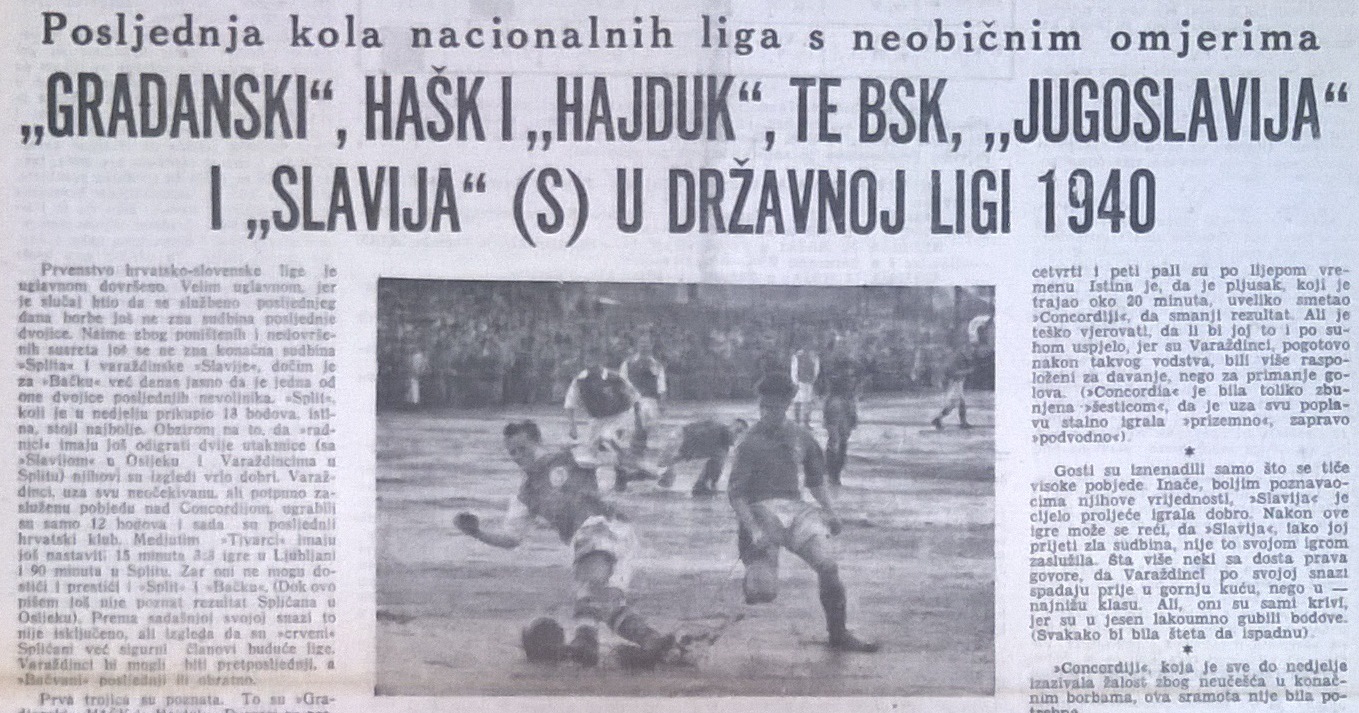 Posljednja kola nacionalnih liga s neobičnim omjerima
„GRAĐANSKI“, HAŠK I „HAJDUK“, TE BSK, „JUGOSLAVIJA“
I „SLAVIJA“ (S) U DRŽAVNOJ LIGI 1940
Prvenstvo hrvatsko-slovenske lige je
uglavnom dovršeno. Velim uglavnom, jer
je slučaj htio da se službeno posljednjeg
dana borbe još ne zna sudbina posljednje
dvojice. Naime zbog poništenih i nedovrše-
nih susreta još se ne zna konačna sudbina
»Splita« i varaždinske »Slavije«, dočim je
za »Bačku« već danas jasno da je jedna od
one dvojice posljednjih nevoljnika. »Split«,
koji je u nedjelju prikupio 13 bodova, isti-
na, stoji najbolje. Obzirom na to, da »rad-
nici« imaju još odigrati dvije utakmice (sa
»Slavijom« u Osijeku i Varaždincima u
Splitu) njihovi su izgledi vrlo dobri. Varaž-
dinci, uza svu neočekivanu, ali potpuno za-
služenu pobjedu nad Concordijom, ugrabili
su samo 12 bodova i sada su posljednji
hrvatski klub. Medjutim »Tivarci« imaju
još nastaviti 15 minuta 3:3 igre u Ljubljani
i 90 minuta u Splitu. Zar oni ne mogu do-
stići i prestići i »Split« i »Bačku«. (Dok ovo
pišem još nije poznat rezultat Splićana u
Osijeku). Prema sadašnjoj svojoj snazi to
nije isključeno, ali izgleda da su »crveni«
Splićani već sigurni članovi buduće lige.
Varaždinci bi mogli biti pretposljednji, a
»Bačvani« posljednji ili obratno.
Prva trojica su poznata. To su »Gra-
četvrti i peti pali su po lijepom vre-
menu Istina je, da je pljusak, koji je
trajao oko 20 minuta, uveliko smetao
»Concordiji«, da smanji rezultat. Ali je
teško vjerovati, da li bi joj to i po su-
hom uspjelo, jer su Varaždinci, pogotovo
nakon takvog vodstva, bili više raspo-
loženi za davanje, nego za primanje go-
lova. (»Concordia« je bila toliko zbu-
njena »šesticom«, da je uza svu popla-
vu stalno igrala »prizemno«, zapravo
»podvodno«).
*
Gosti su iznenadili samo što se tiče
visoke pobjede. Inače, boljim poznavao-
cima njihove vrijednosti, »Slavija« je
cijelo proljeće igrala dobro. Nakon ove
igre može se reći, da »Slavija«, iako joj
prijeti zla sudbina, nije to svojom igrom
zaslužila. Šta više neki sa dosta prava
govore, da Varaždinci po svojoj snazi
spadaju prije u gornju kuću, nego u —
najnižu klasu. Ali, oni su sami krivi,
jer su u jesen lakoumno gubili bodove.
(Svakako bi bila šteta da ispadnu).
*
»Concordiji«, koja je sve do nedjelje
izazivala žalost zbog neučešća u konač-
nim borbama, ova sramota nije bila po-